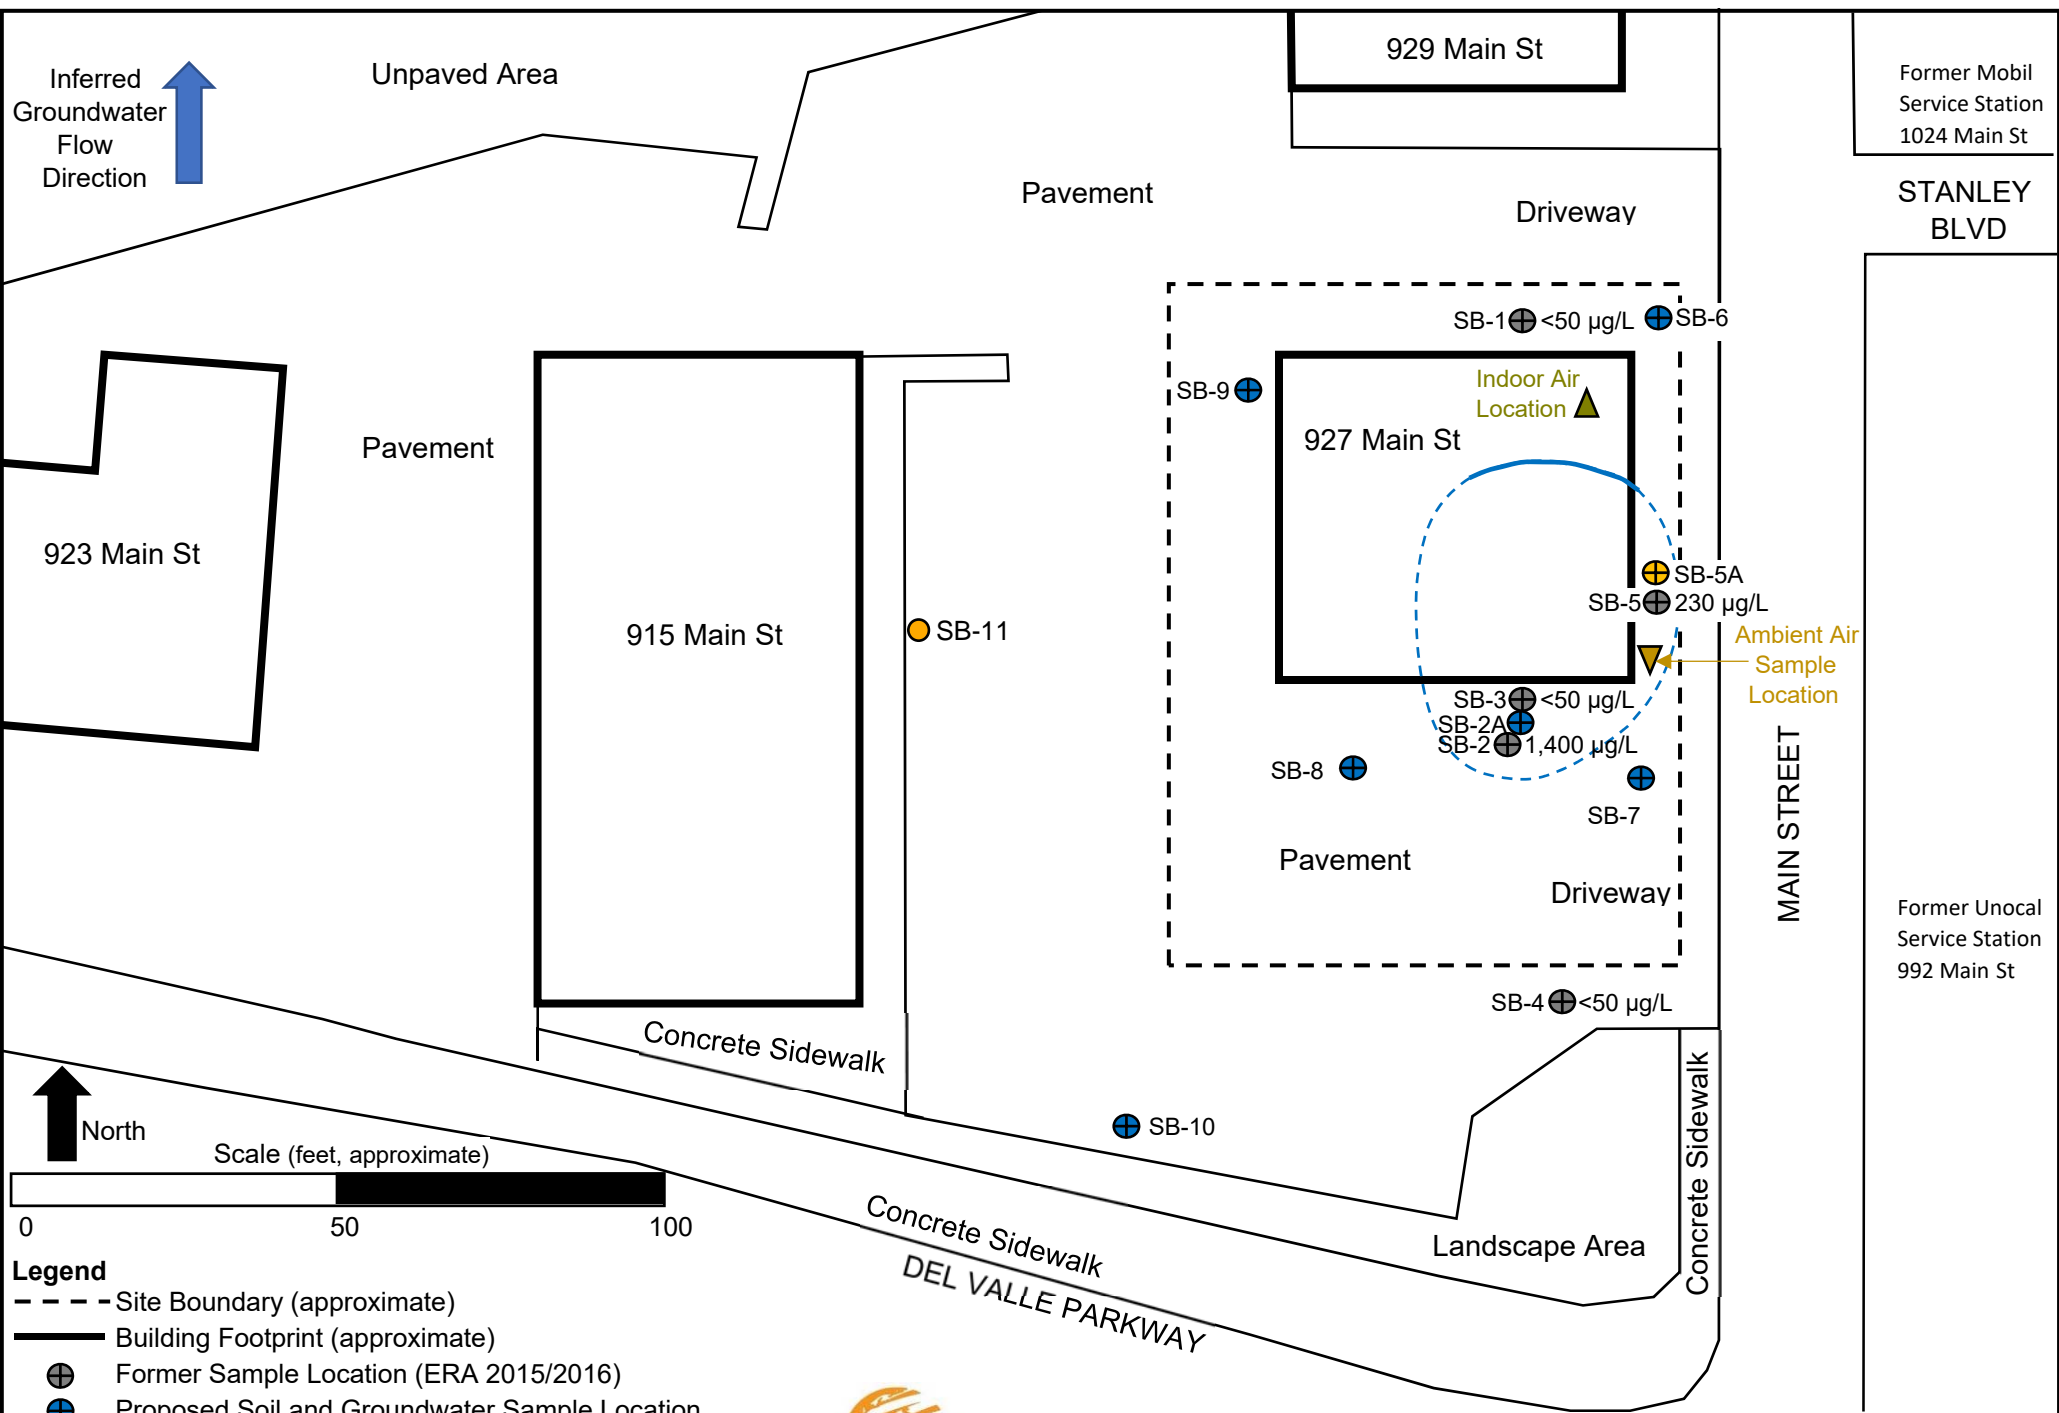 929 Main St
Former Mobil
Service Station
1024 Main St
Inferred
Groundwater
Flow
Direction
Unpaved Area
Pavement
Driveway
STANLEY
BLVD
SB-1 <50 µg/L SB-6
SB-9
Indoor Air
Location
927 Main St
Pavement
923 Main St
915 Main St
SB-11
SB-5A
SB-5 230 µg/L
Ambient Air
Sample
Location
SB-3 <50 µg/L
SB-2A
SB-2 1,400 µg/L
SB-8
SB-7
MAIN STREET
Pavement
Driveway
Former Unocal
Service Station
992 Main St
SB-4 <50 µg/L
Concrete Sidewalk
Concrete Sidewalk
SB-10
North
Scale (feet, approximate)
0 50 100
Concrete Sidewalk
Landscape Area
DEL VALLE PARKWAY
Legend
Site Boundary (approximate)
Building Footprint (approximate)
Former Sample Location (ERA 2015/2016)
Proposed Soil and Groundwater Sample Location